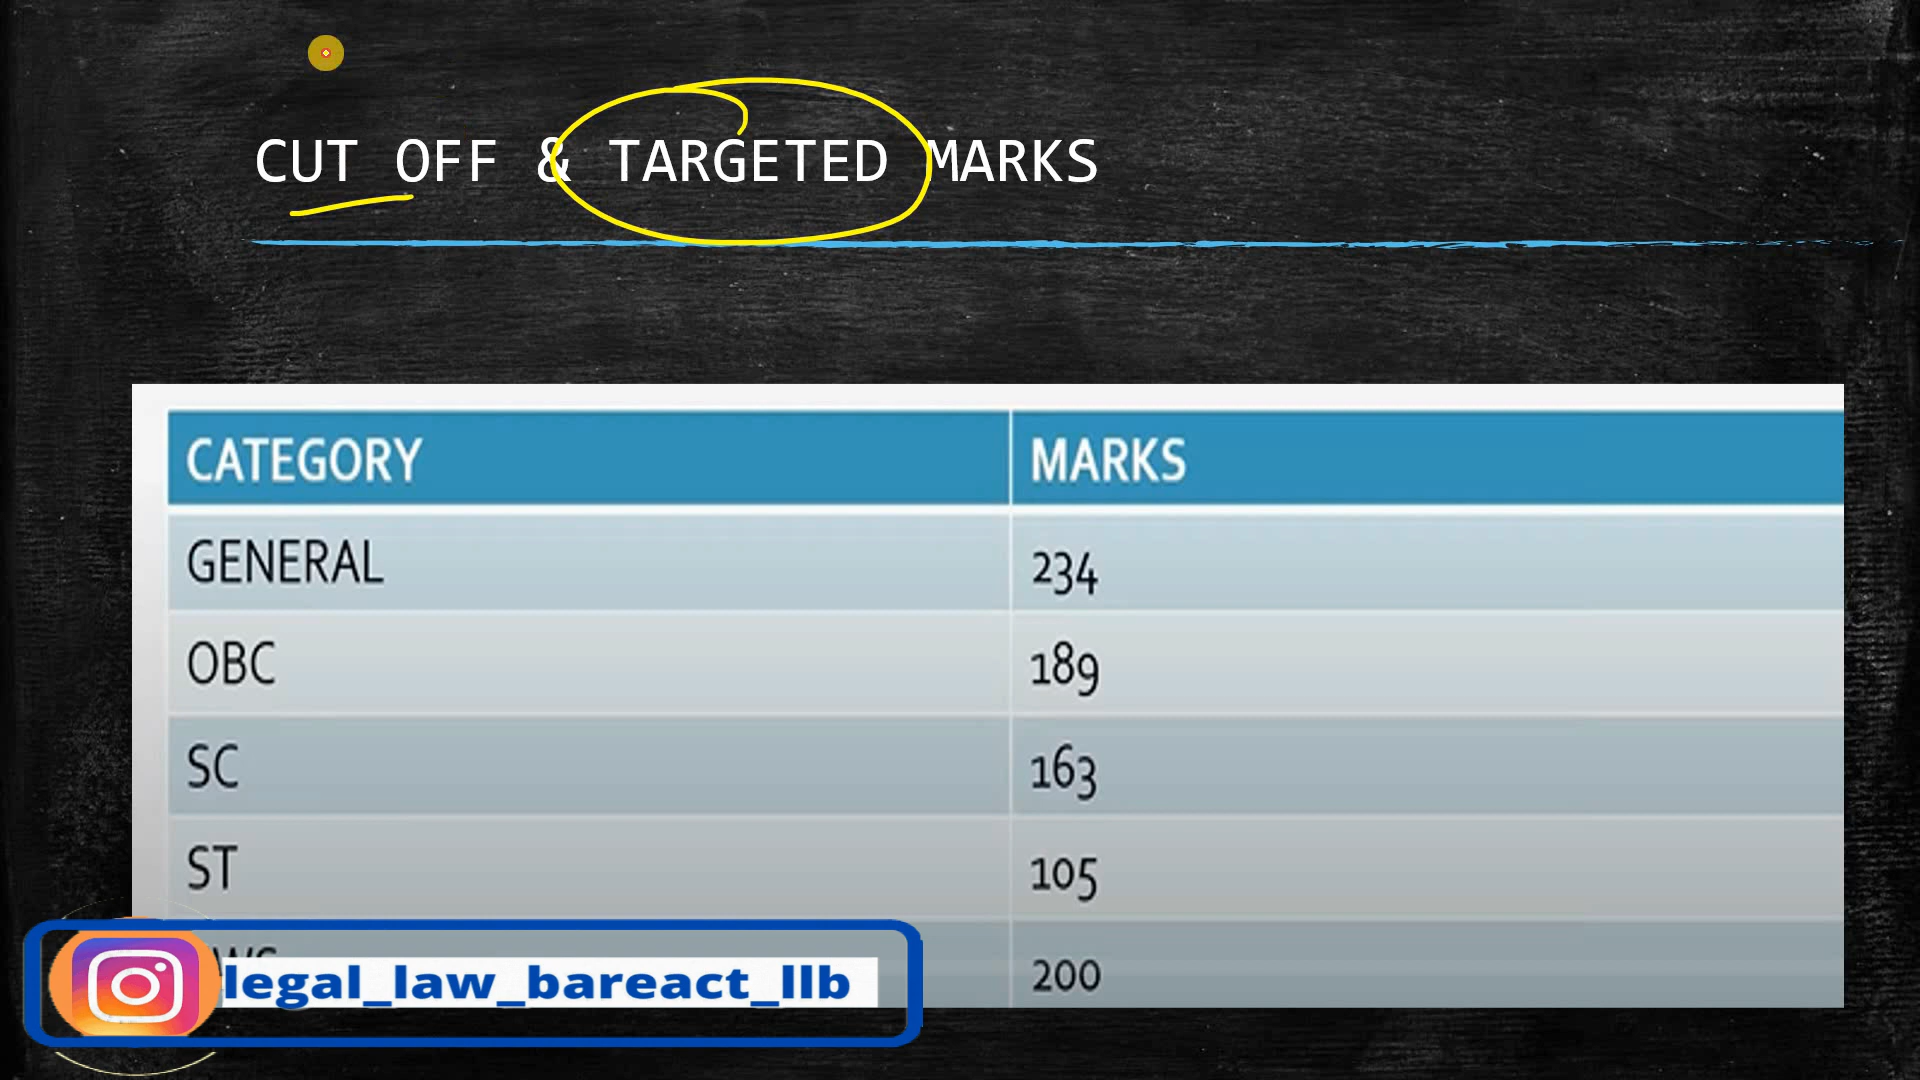 CUT OFF & TARGETED MARKS
CATEGORY MARKS
GENERAL 234
OBC 189
SC 163
ST 105
200
legal_law_bareact_llb